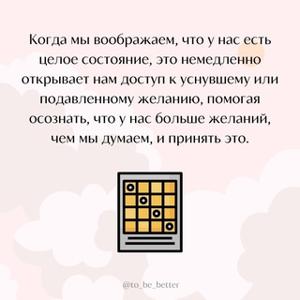 Когда мы воображаем, что у нас есть
целое состояние, это немедленно
открывает нам доступ к уснувшему или
подавленному желанию, помогая
осознать, что у нас больше желаний,
чем мы думаем, и принять это.
@to_be_better